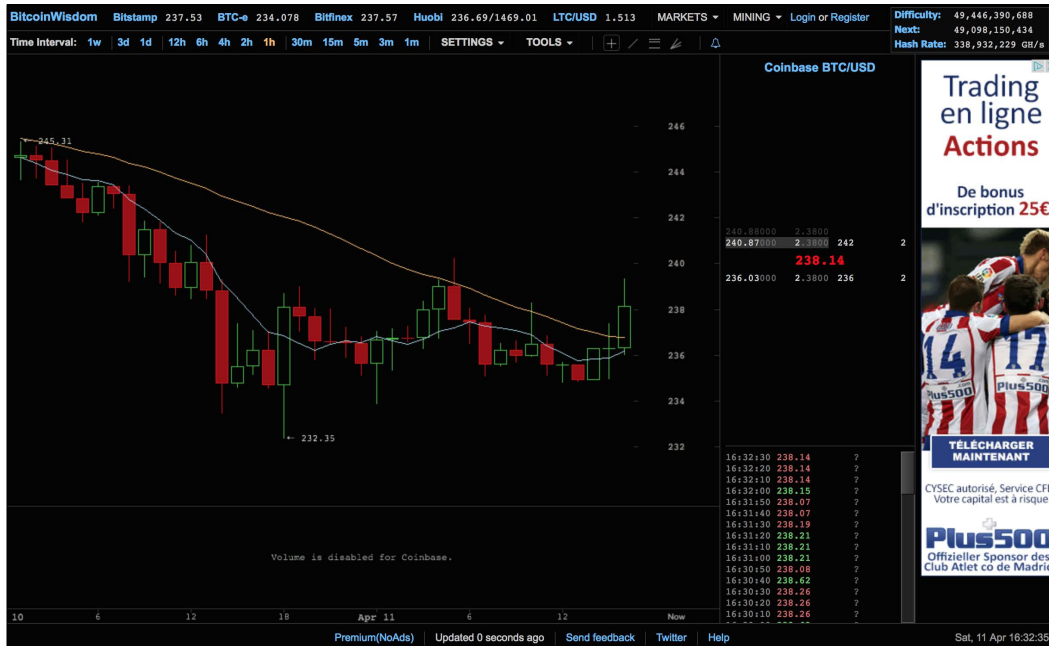 BitcoinWisdom Bitstamp 237.53 BTC-e 234.078 Bitfinex 237.57 Huobi 236.69/1469.01 LTC/USD 1.513 MARKETS MINING Login or Register
Difficulty: 49,446,390,688
Next: 49,098,150,434
Hash Rate: 338,932,229 GH/s
Time Interval: 1w 3d 1d 12h 6h 4h 2h 1h 30m 15m 5m 3m 1m SETTINGS TOOLS
245.31
232.35
246
244
242
240
238
236
234
232
Volume is disabled for Coinbase.
10 6 12 18 Apr 11 6 12 Now
Coinbase BTC/USD
240.88000 2.3800
240.87000 2.3800 242 2
238.14
236.03000 2.3800 236 2
16:32:30 238.14 ?
16:32:20 238.14 ?
16:32:10 238.14 ?
16:32:00 238.15 ?
16:31:50 238.07 ?
16:31:40 238.07 ?
16:31:30 238.19 ?
16:31:20 238.21 ?
16:31:10 238.21 ?
16:31:00 238.21 ?
16:30:50 238.08 ?
16:30:40 238.62 ?
16:30:30 238.26 ?
16:30:20 238.26 ?
16:30:10 238.26 ?
Trading
en ligne
Actions
De bonus
d'inscription 25€
14 17
Plus500 Plus500
TÉLÉCHARGER
MAINTENANT
CYSEC autorisé, Service CF
Votre capital est à risque
Plus500
Offizieller Sponsor des
Club Atlet co de Madri
Premium(NoAds) Updated 0 seconds ago Send feedback Twitter Help
Sat, 11 Apr 16:32:35